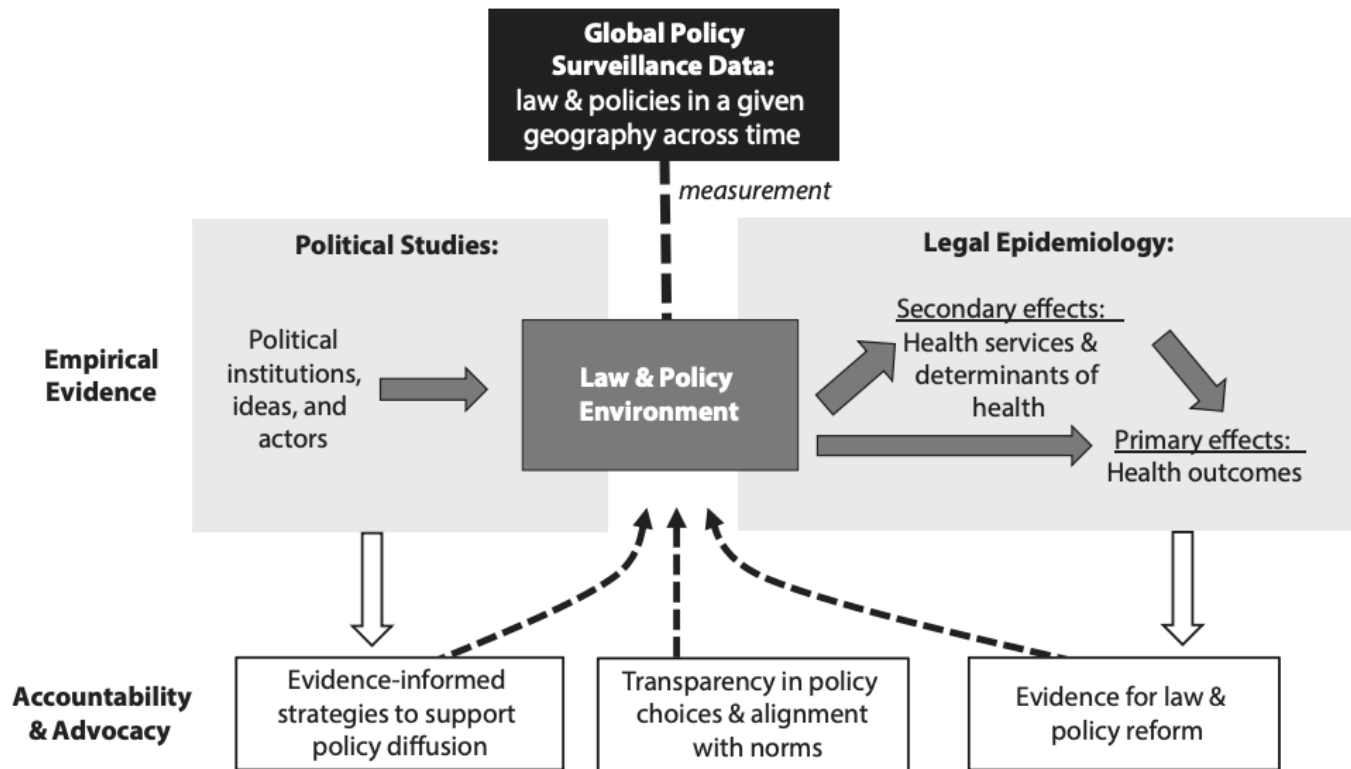 Global Policy
Surveillance Data:
law & policies in a given
geography across time
measurement
Political Studies:
Legal Epidemiology:
Empirical
Evidence
Political
institutions,
ideas, and
actors
Law & Policy
Environment
Secondary effects:
Health services &
determinants of
health
Primary effects:
Health outcomes
Accountability
& Advocacy
Evidence-informed
strategies to support
policy diffusion
Transparency in policy
choices & alignment
with norms
Evidence for law &
policy reform